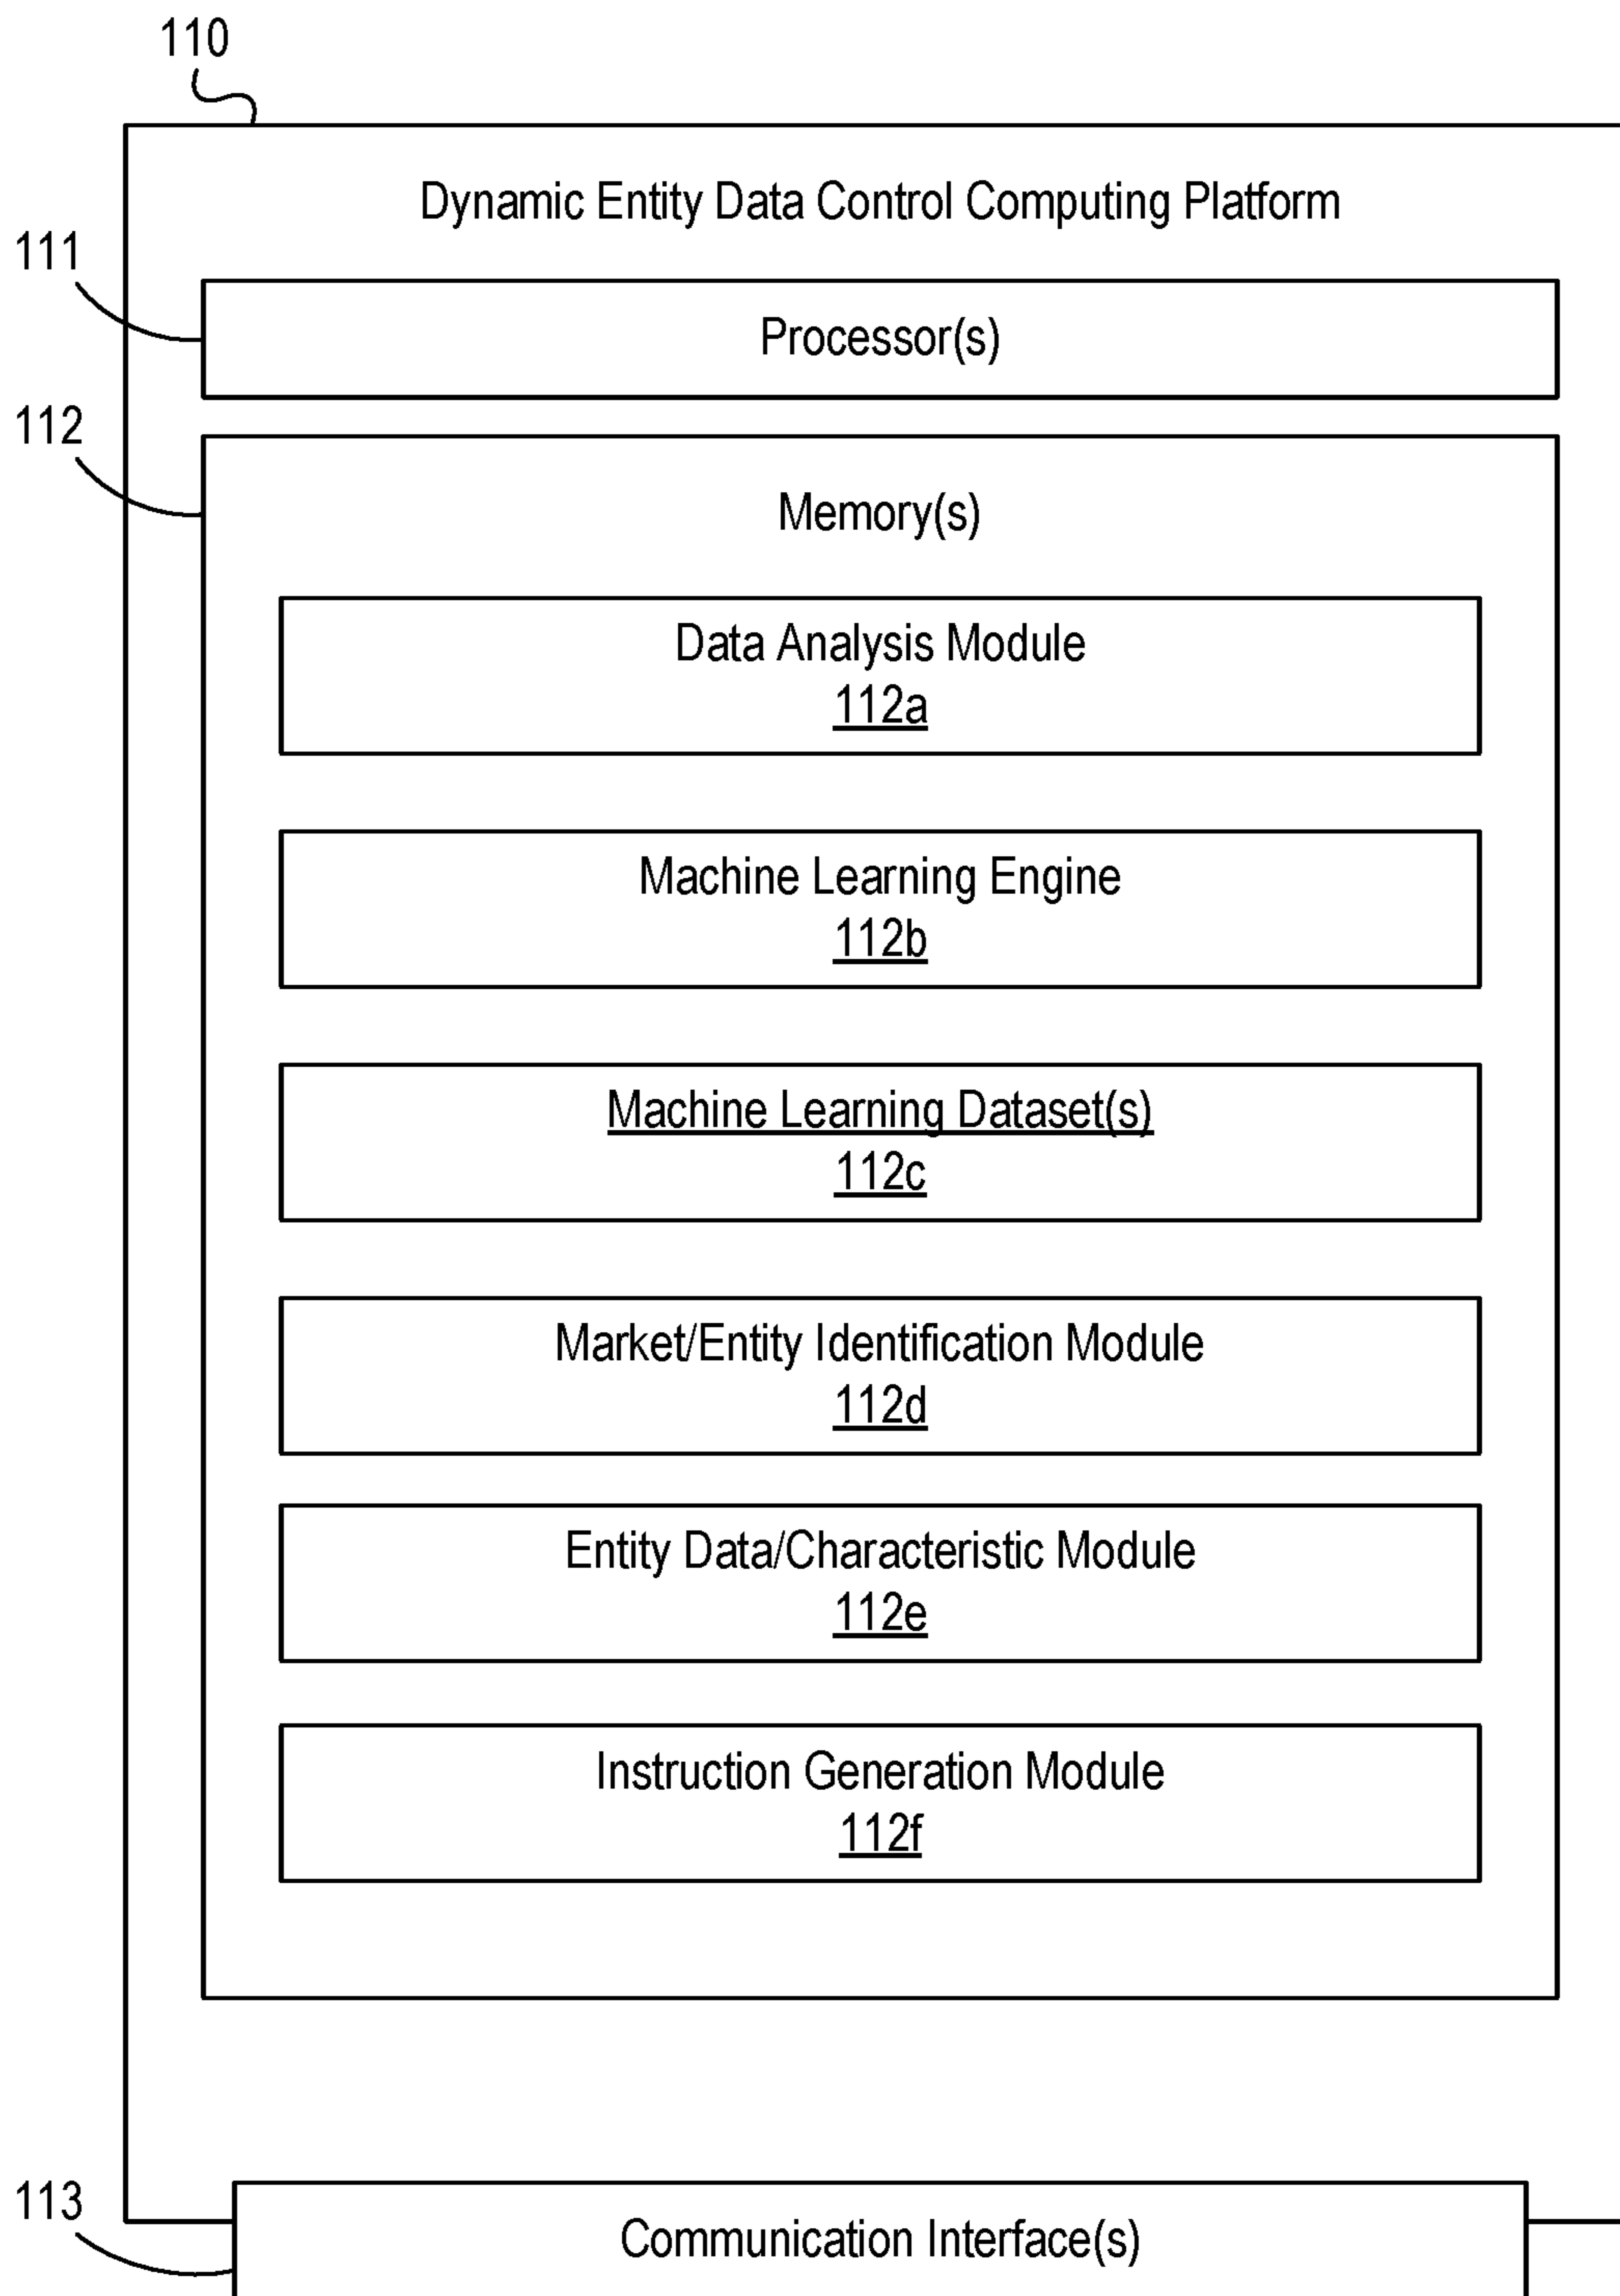 110
Dynamic Entity Data Control Computing Platform
111
Processor(s)
112
Memory(s)
Data Analysis Module
112a
Machine Learning Engine
112b
Machine Learning Dataset(s)
112c
Market/Entity Identification Module
112d
Entity Data/Characteristic Module
112e
Instruction Generation Module
112f
113
Communication Interface(s)